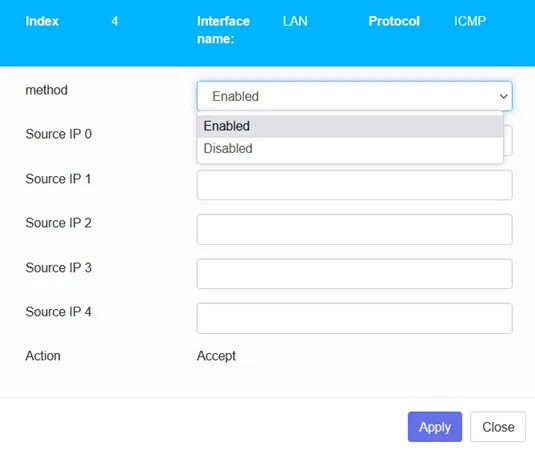 Index 4 Interface name: LAN Protocol ICMP
method Enabled
Enabled
Source IP 0
Disabled
Source IP 1
Source IP 2
Source IP 3
Source IP 4
Action Accept
Apply Close